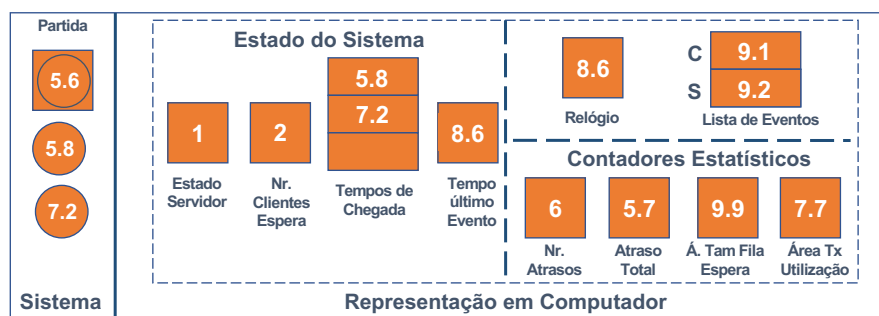 Partida
5.6
5.8
7.2
Sistema
Estado do Sistema
1
Estado
Servidor
2
Nr.
Clientes
Espera
5.8
7.2
Tempos de
Chegada
8.6
Tempo
último
Evento
8.6
Relógio
C
9.1
S
9.2
Lista de Eventos
Contadores Estatísticos
6
Nr.
Atrasos
5.7
Atraso
Total
9.9
Á. Tam Fila
Espera
7.7
Área Tx
Utilização
Representação em Computador